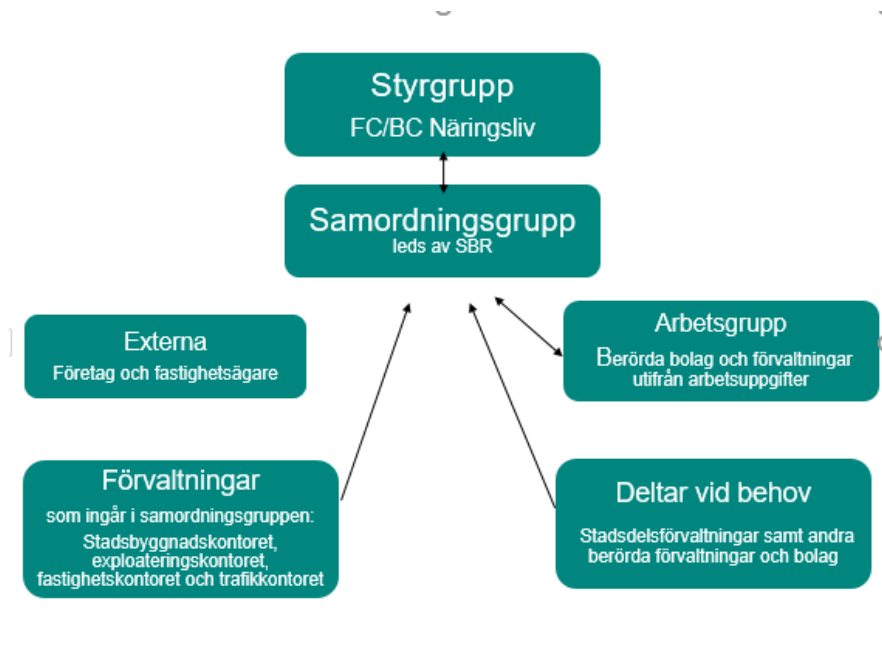 Styrgrupp
FC/BC Näringsliv
Samordningsgrupp
leds av SBR
Externa
Företag och fastighetsägare
Arbetsgrupp
Berörda bolag och förvaltningar
utifrån arbetsuppgifter
Förvaltningar
som ingår i samordningsgruppen:
Stadsbyggnadskontoret,
exploateringskontoret,
fastighetskontoret och trafikkontoret
Deltar vid behov
Stadsdelsförvaltningar samt andra
berörda förvaltningar och bolag